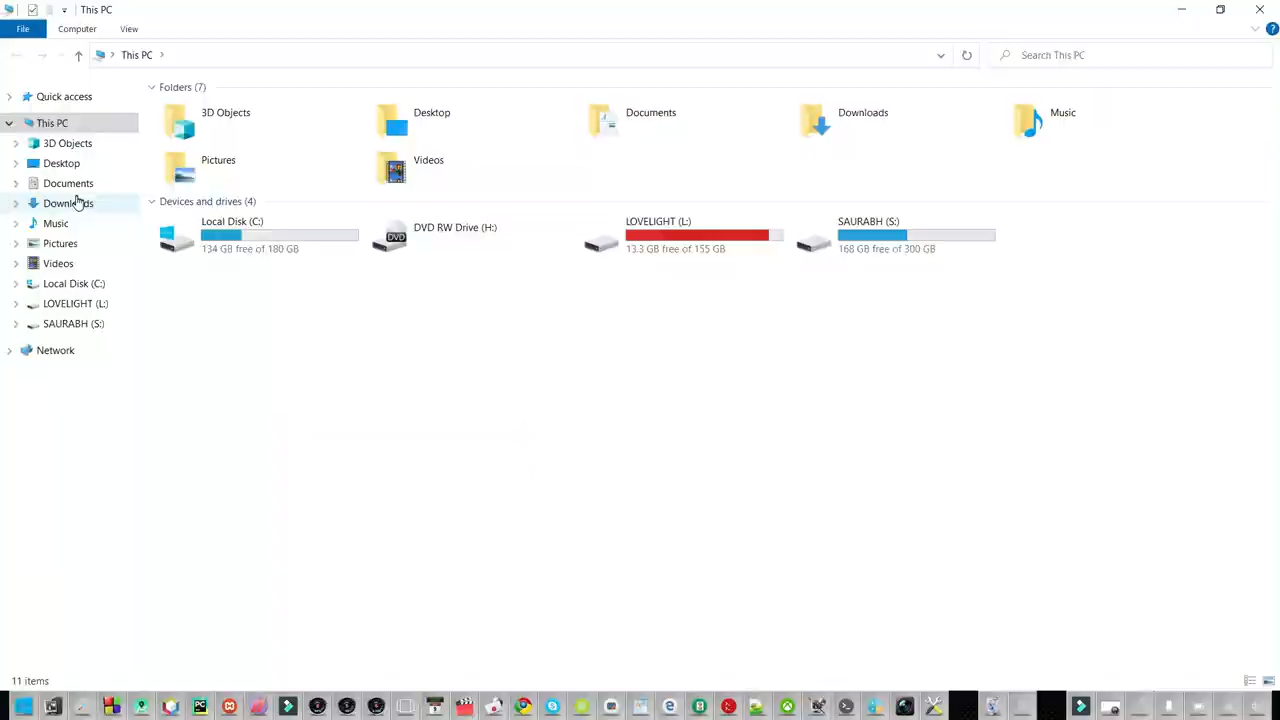 This PC
File Computer View
This PC
Search This PC
Quick access
This PC
3D Objects
Desktop
Documents
Downloads
Music
Pictures
Videos
Local Disk (C:)
LOVELIGHT (L:)
SAURABH (S:)
Network
Folders (7)
3D Objects Desktop Documents Downloads Music
Pictures Videos
Devices and drives (4)
Local Disk (C:)
134 GB free of 180 GB
DVD RW Drive (H:)
LOVELIGHT (L:)
13.3 GB free of 155 GB
SAURABH (S:)
168 GB free of 300 GB
11 items
DVD
PC